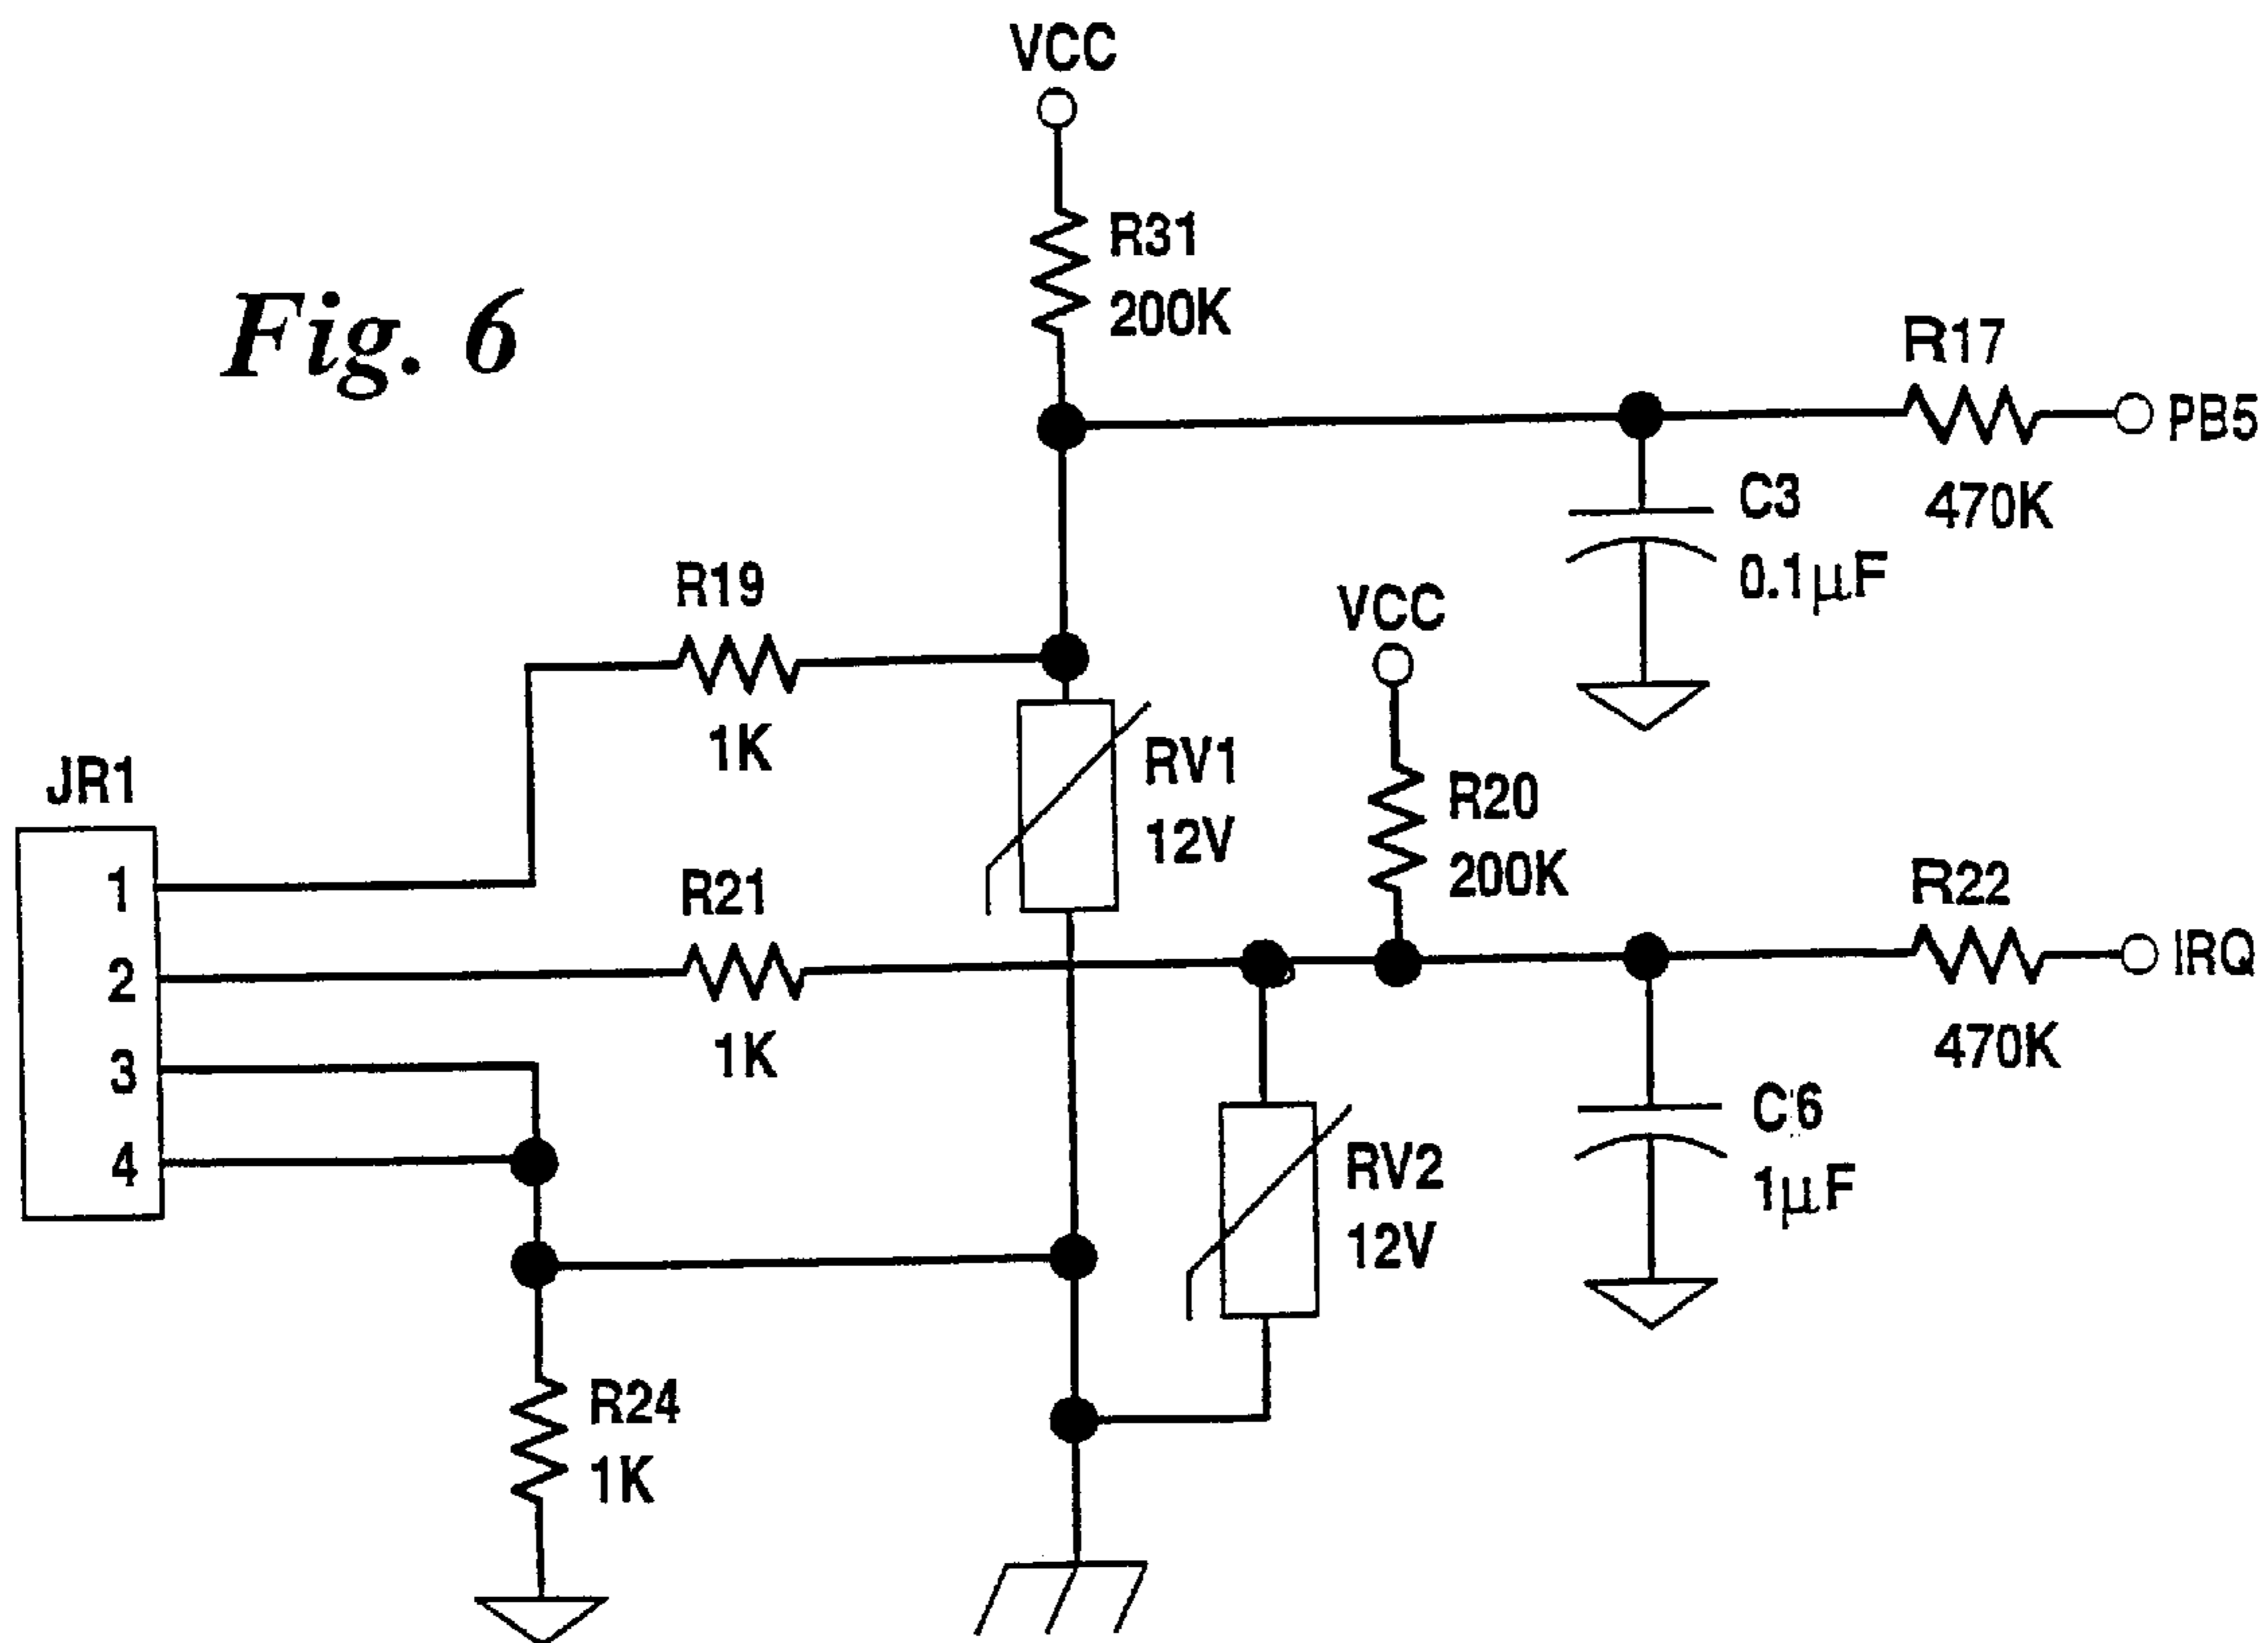 Fig. 6
VCC
R31
200K
R17
470K
PB5
C3
0.1µF
R19
1K
VCC
RV1
12V
R20
200K
JR1
1
2
3
4
R21
1K
R22
470K
IRQ
RV2
12V
C6
1µF
R24
1K